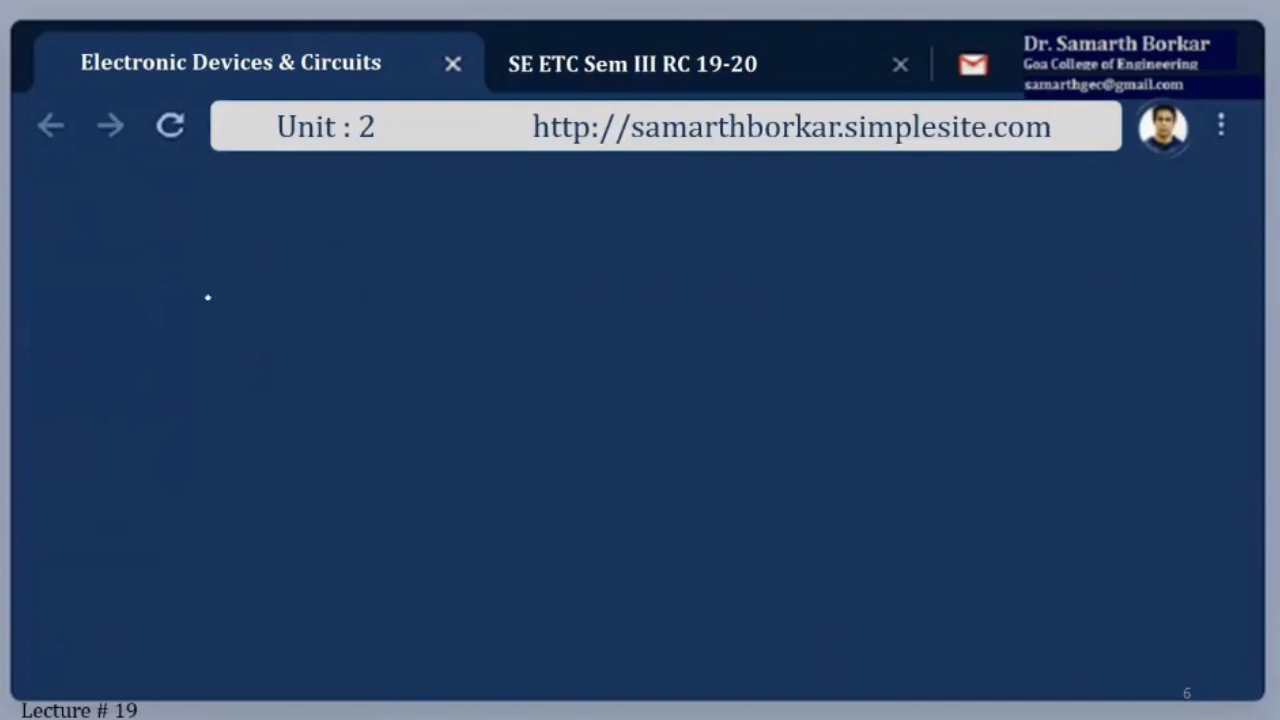 Electronic Devices & Circuits
SE ETC Sem III RC 19-20
Dr. Samarth Borkar
Goa College of Engineering
samarthgec@gmail.com
Unit : 2
http://samarthborkar.simplesite.com
6
Lecture # 19